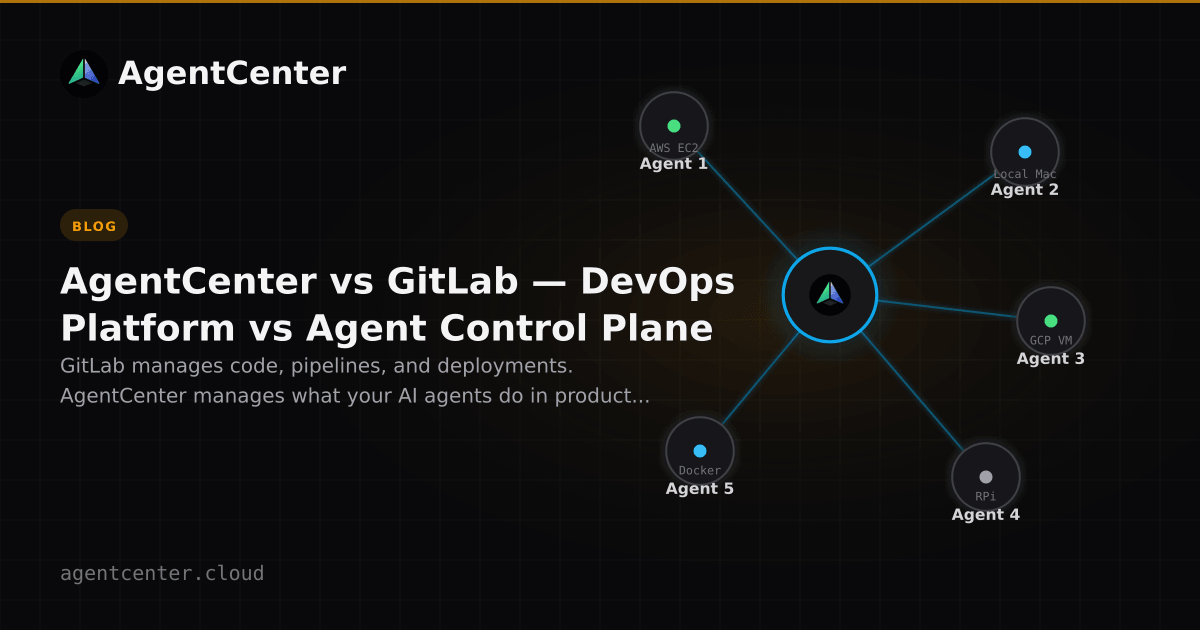 AgentCenter
BLOG
AgentCenter vs GitLab — DevOps
Platform vs Agent Control Plane
GitLab manages code, pipelines, and deployments.
AgentCenter manages what your AI agents do in product...
agentcenter.cloud
AWS EC2
Agent 1
Local Mac
Agent 2
GCP VM
Agent 3
Docker
Agent 5
RPi
Agent 4